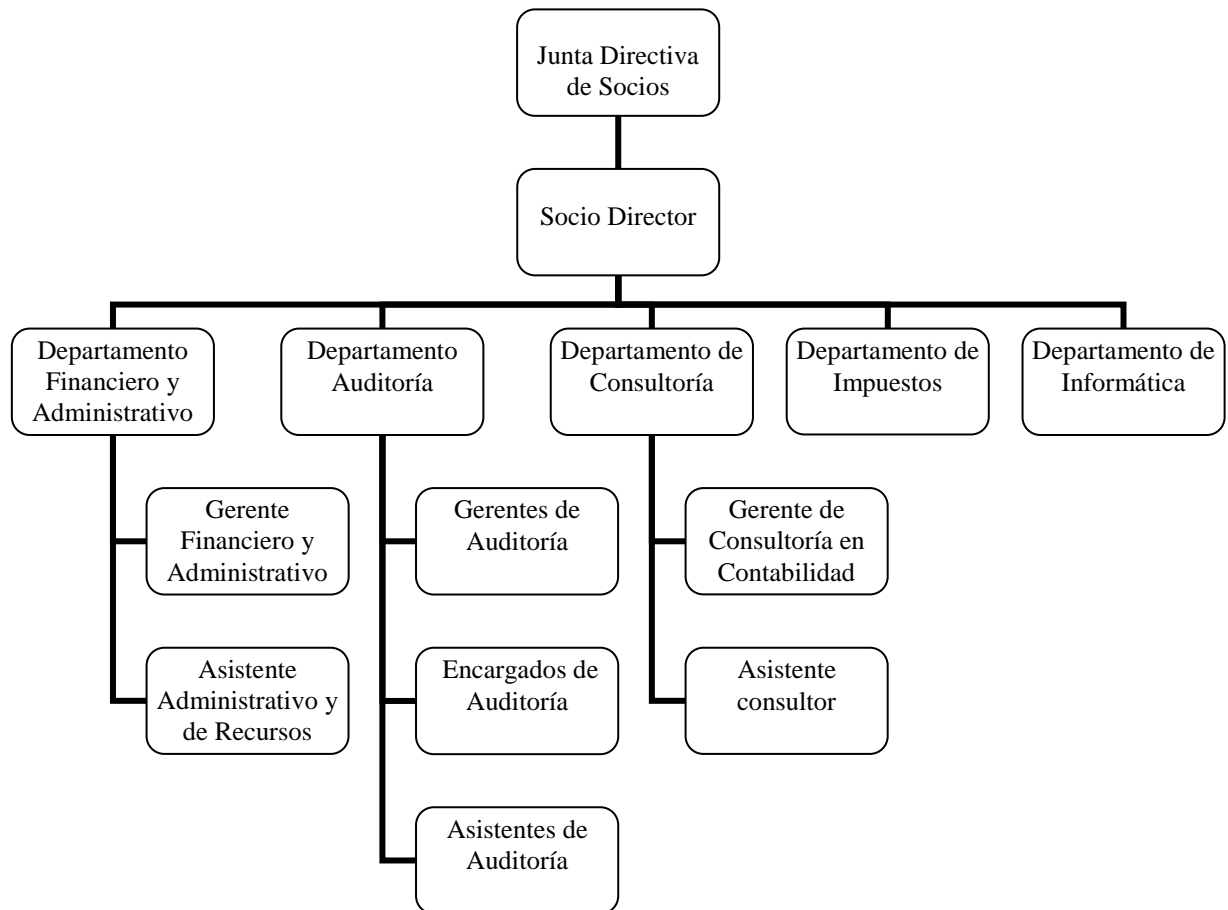 Junta Directiva
de Socios
Socio Director
Departamento
Financiero y
Administrativo
Departamento
Auditoría
Departamento de
Consultoría
Departamento de
Impuestos
Departamento de
Informática
Gerente
Financiero y
Administrativo
Gerentes de
Auditoría
Gerente de
Consultoría en
Contabilidad
Asistente
Administrativo y
de Recursos
Encargados de
Auditoría
Asistente
consultor
Asistentes de
Auditoría